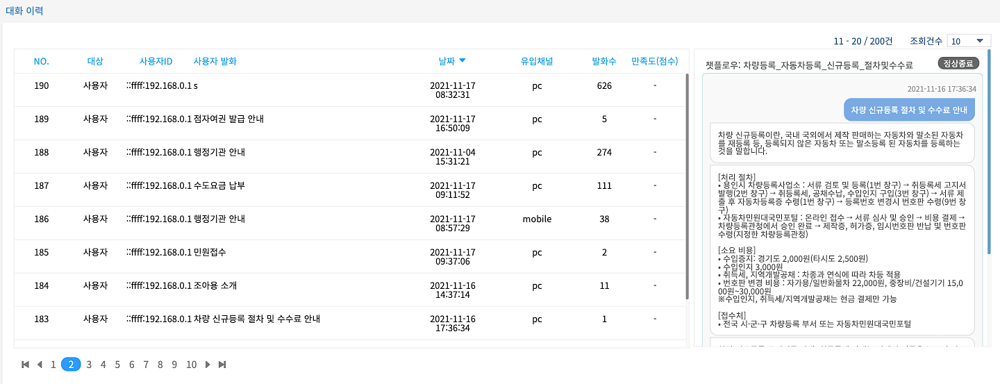 대화 이력
11 - 20 / 200건 조회건수 10
NO. 대상 사용자ID 사용자 발화 날짜 유입채널 발화수 만족도(점수)
190 사용자 ::ffff:192.168.0.1 s 2021-11-17 08:32:31 pc 626 -
189 사용자 ::ffff:192.168.0.1 점자여권 발급 안내 2021-11-17 16:50:09 pc 5 -
188 사용자 ::ffff:192.168.0.1 행정기관 안내 2021-11-04 15:31:21 pc 274 -
187 사용자 ::ffff:192.168.0.1 수도요금 납부 2021-11-17 09:11:52 pc 111 -
186 사용자 ::ffff:192.168.0.1 행정기관 안내 2021-11-17 08:57:29 mobile 38 -
185 사용자 ::ffff:192.168.0.1 민원접수 2021-11-17 09:37:06 pc 2 -
184 사용자 ::ffff:192.168.0.1 조아용 소개 2021-11-16 14:37:14 pc 11 -
183 사용자 ::ffff:192.168.0.1 차량 신규등록 절차 및 수수료 안내 2021-11-16 17:36:34 pc 1 -
1 2 3 4 5 6 7 8 9 10
챗플로우: 차량등록_자동차등록_신규등록_절차및수수료 정상종료
2021-11-16 17:36:34
차량 신규등록 절차 및 수수료 안내
차량 신규등록이란, 국내 국외에서 제작 판매하는 자동차와 말소된 자동차
를 재등록 등, 등록되지 않은 자동차 또는 말소등록 된 자동차를 등록하는
것을 말합니다.
[처리 절차]
• 용인시 차량등록사업소 : 서류 검토 및 등록(1번 창구) → 취등록세 고지서
발행(2번 창구) → 취등록세, 공채수납, 수입인지 구입(3번 창구) → 서류 제
출 후 자동차등록증 수령(1번 창구) → 등록번호 변경시 번호판 수령(9번 창
구)
• 자동차민원대국민포털 : 온라인 접수 → 서류 심사 및 승인 → 비용 결제 →
차량등록관청에서 승인 완료 → 제작증, 허가증, 임시번호판 반납 및 번호판
수령(지정한 차량등록관청)
[소요 비용]
• 수입증지: 경기도 2,000원(타시도 2,500원)
• 수입인지 3,000원
• 취득세, 지역개발공채 : 차종과 연식에 따라 차등 적용
• 번호판 변경 비용 : 자가용/일반화물차 22,000원, 중장비/건설기기 15,0
00원~30,000원
※수입인지, 취득세/지역개발공채는 현금 결제만 가능
[접수처]
• 전국 시·군·구 차량등록 부서 또는 자동차민원대국민포털